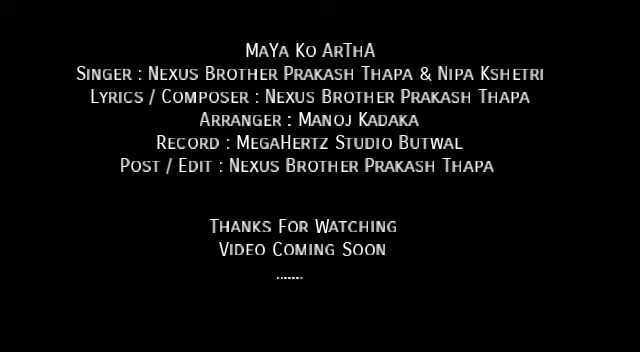 MaYa Ko ArThA
Singer : Nexus Brother Prakash Thapa & Nipa Kshetri
Lyrics / Composer : Nexus Brother Prakash Thapa
Arranger : Manoj Kadaka
Record : MegaHertz Studio Butwal
Post / Edit : Nexus Brother Prakash Thapa
Thanks For Watching
Video Coming Soon
.......